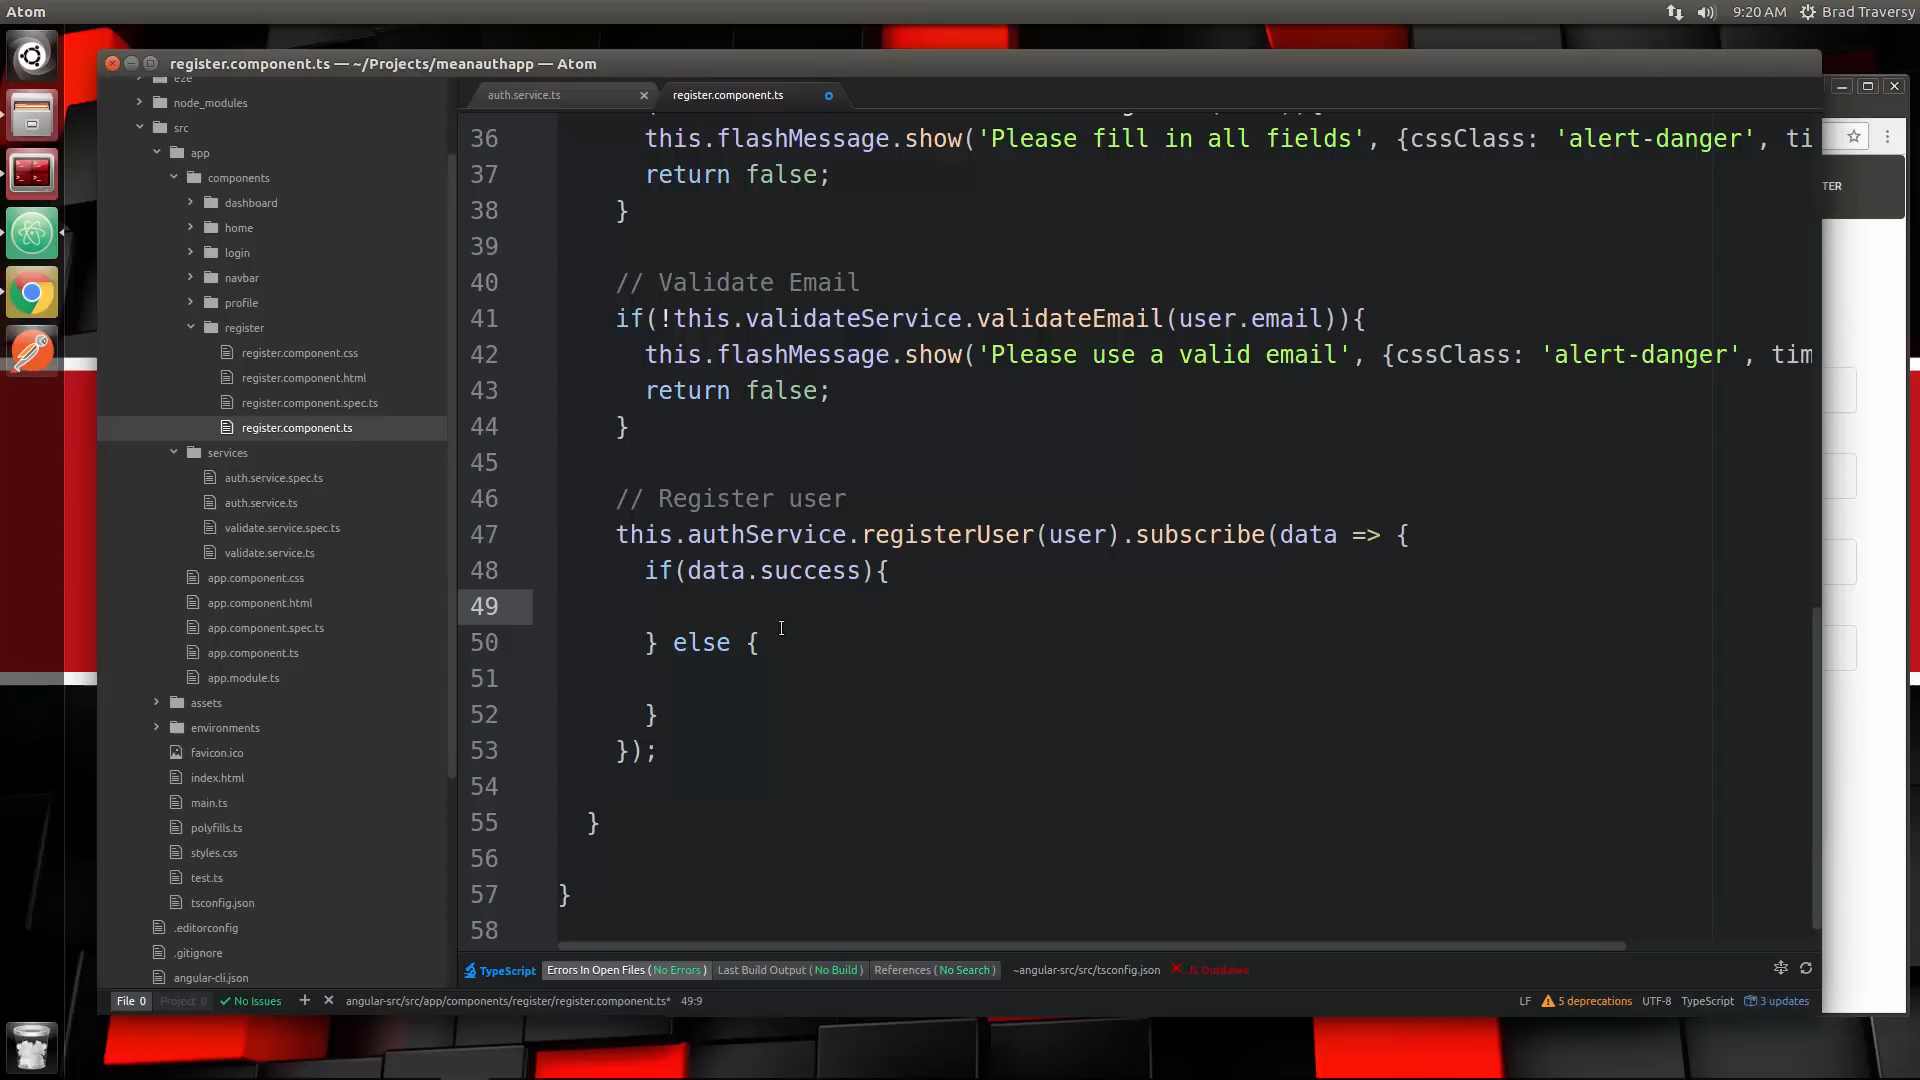 Atom
9:20 AM
Brad Traversy
register.component.ts — ~/Projects/meanauthapp — Atom
e2e
node_modules
src
app
components
dashboard
home
login
navbar
profile
register
register.component.css
register.component.html
register.component.spec.ts
register.component.ts
services
auth.service.spec.ts
auth.service.ts
validate.service.spec.ts
validate.service.ts
app.component.css
app.component.html
app.component.spec.ts
app.component.ts
app.module.ts
assets
environments
favicon.ico
index.html
main.ts
polyfills.ts
styles.css
test.ts
tsconfig.json
.editorconfig
.gitignore
angular-cli.json
auth.service.ts
register.component.ts
36 this.flashMessage.show('Please fill in all fields', {cssClass: 'alert-danger', ti
37 return false;
38 }
39
40 // Validate Email
41 if(!this.validateService.validateEmail(user.email)){
42 this.flashMessage.show('Please use a valid email', {cssClass: 'alert-danger', tim
43 return false;
44 }
45
46 // Register user
47 this.authService.registerUser(user).subscribe(data => {
48 if(data.success){
49
50 } else {
51
52 }
53 });
54
55 }
56
57 }
58
TER
TypeScript Errors In Open Files ( No Errors ) Last Build Output ( No Build ) References ( No Search ) ~angular-src/src/tsconfig.json JS Outdated
File 0 Project 0 No Issues + ✕ angular-src/src/app/components/register/register.component.ts* 49:9 LF 5 deprecations UTF-8 TypeScript 3 updates